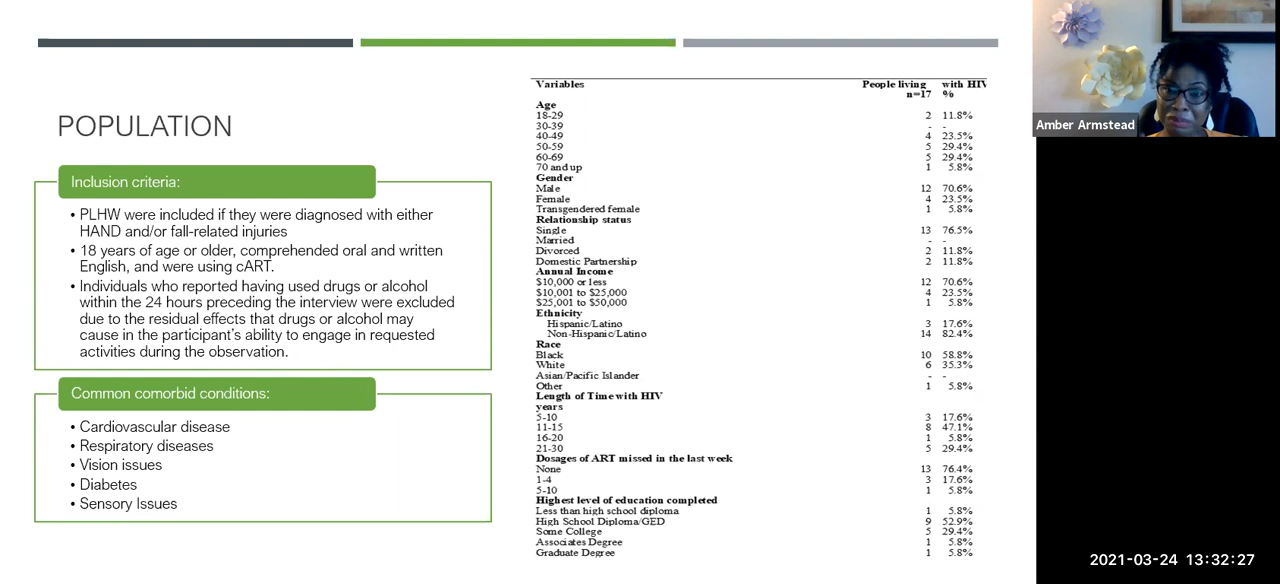 POPULATION
Inclusion criteria:
• PLHW were included if they were diagnosed with either
HAND and/or fall-related injuries
• 18 years of age or older, comprehended oral and written
English, and were using cART.
• Individuals who reported having used drugs or alcohol
within the 24 hours preceding the interview were excluded
due to the residual effects that drugs or alcohol may
cause in the participant's ability to engage in requested
activities during the observation.
Common comorbid conditions:
• Cardiovascular disease
• Respiratory diseases
• Vision issues
• Diabetes
• Sensory Issues
Variables People living with HIV
n=17 %
Age
18-29 2 11.8%
30-39 - -
40-49 4 23.5%
50-59 5 29.4%
60-69 5 29.4%
70 and up 1 5.8%
Gender
Male 12 70.6%
Female 4 23.5%
Transgendered female 1 5.8%
Relationship status
Single 13 76.5%
Married - -
Divorced 2 11.8%
Domestic Partnership 2 11.8%
Annual Income
$10,000 or less 12 70.6%
$10,001 to $25,000 4 23.5%
$25,001 to $50,000 1 5.8%
Ethnicity
Hispanic/Latino 3 17.6%
Non-Hispanic/Latino 14 82.4%
Race
Black 10 58.8%
White 6 35.3%
Asian/Pacific Islander - -
Other 1 5.8%
Length of Time with HIV
years
5-10 3 17.6%
11-15 8 47.1%
16-20 1 5.8%
21-30 5 29.4%
Dosages of ART missed in the last week
None 13 76.4%
1-4 3 17.6%
5-10 1 5.8%
Highest level of education completed
Less than high school diploma 1 5.8%
High School Diploma/GED 9 52.9%
Some College 5 29.4%
Associates Degree 1 5.8%
Graduate Degree 1 5.8%
Amber Armstead
2021-03-24 13:32:27